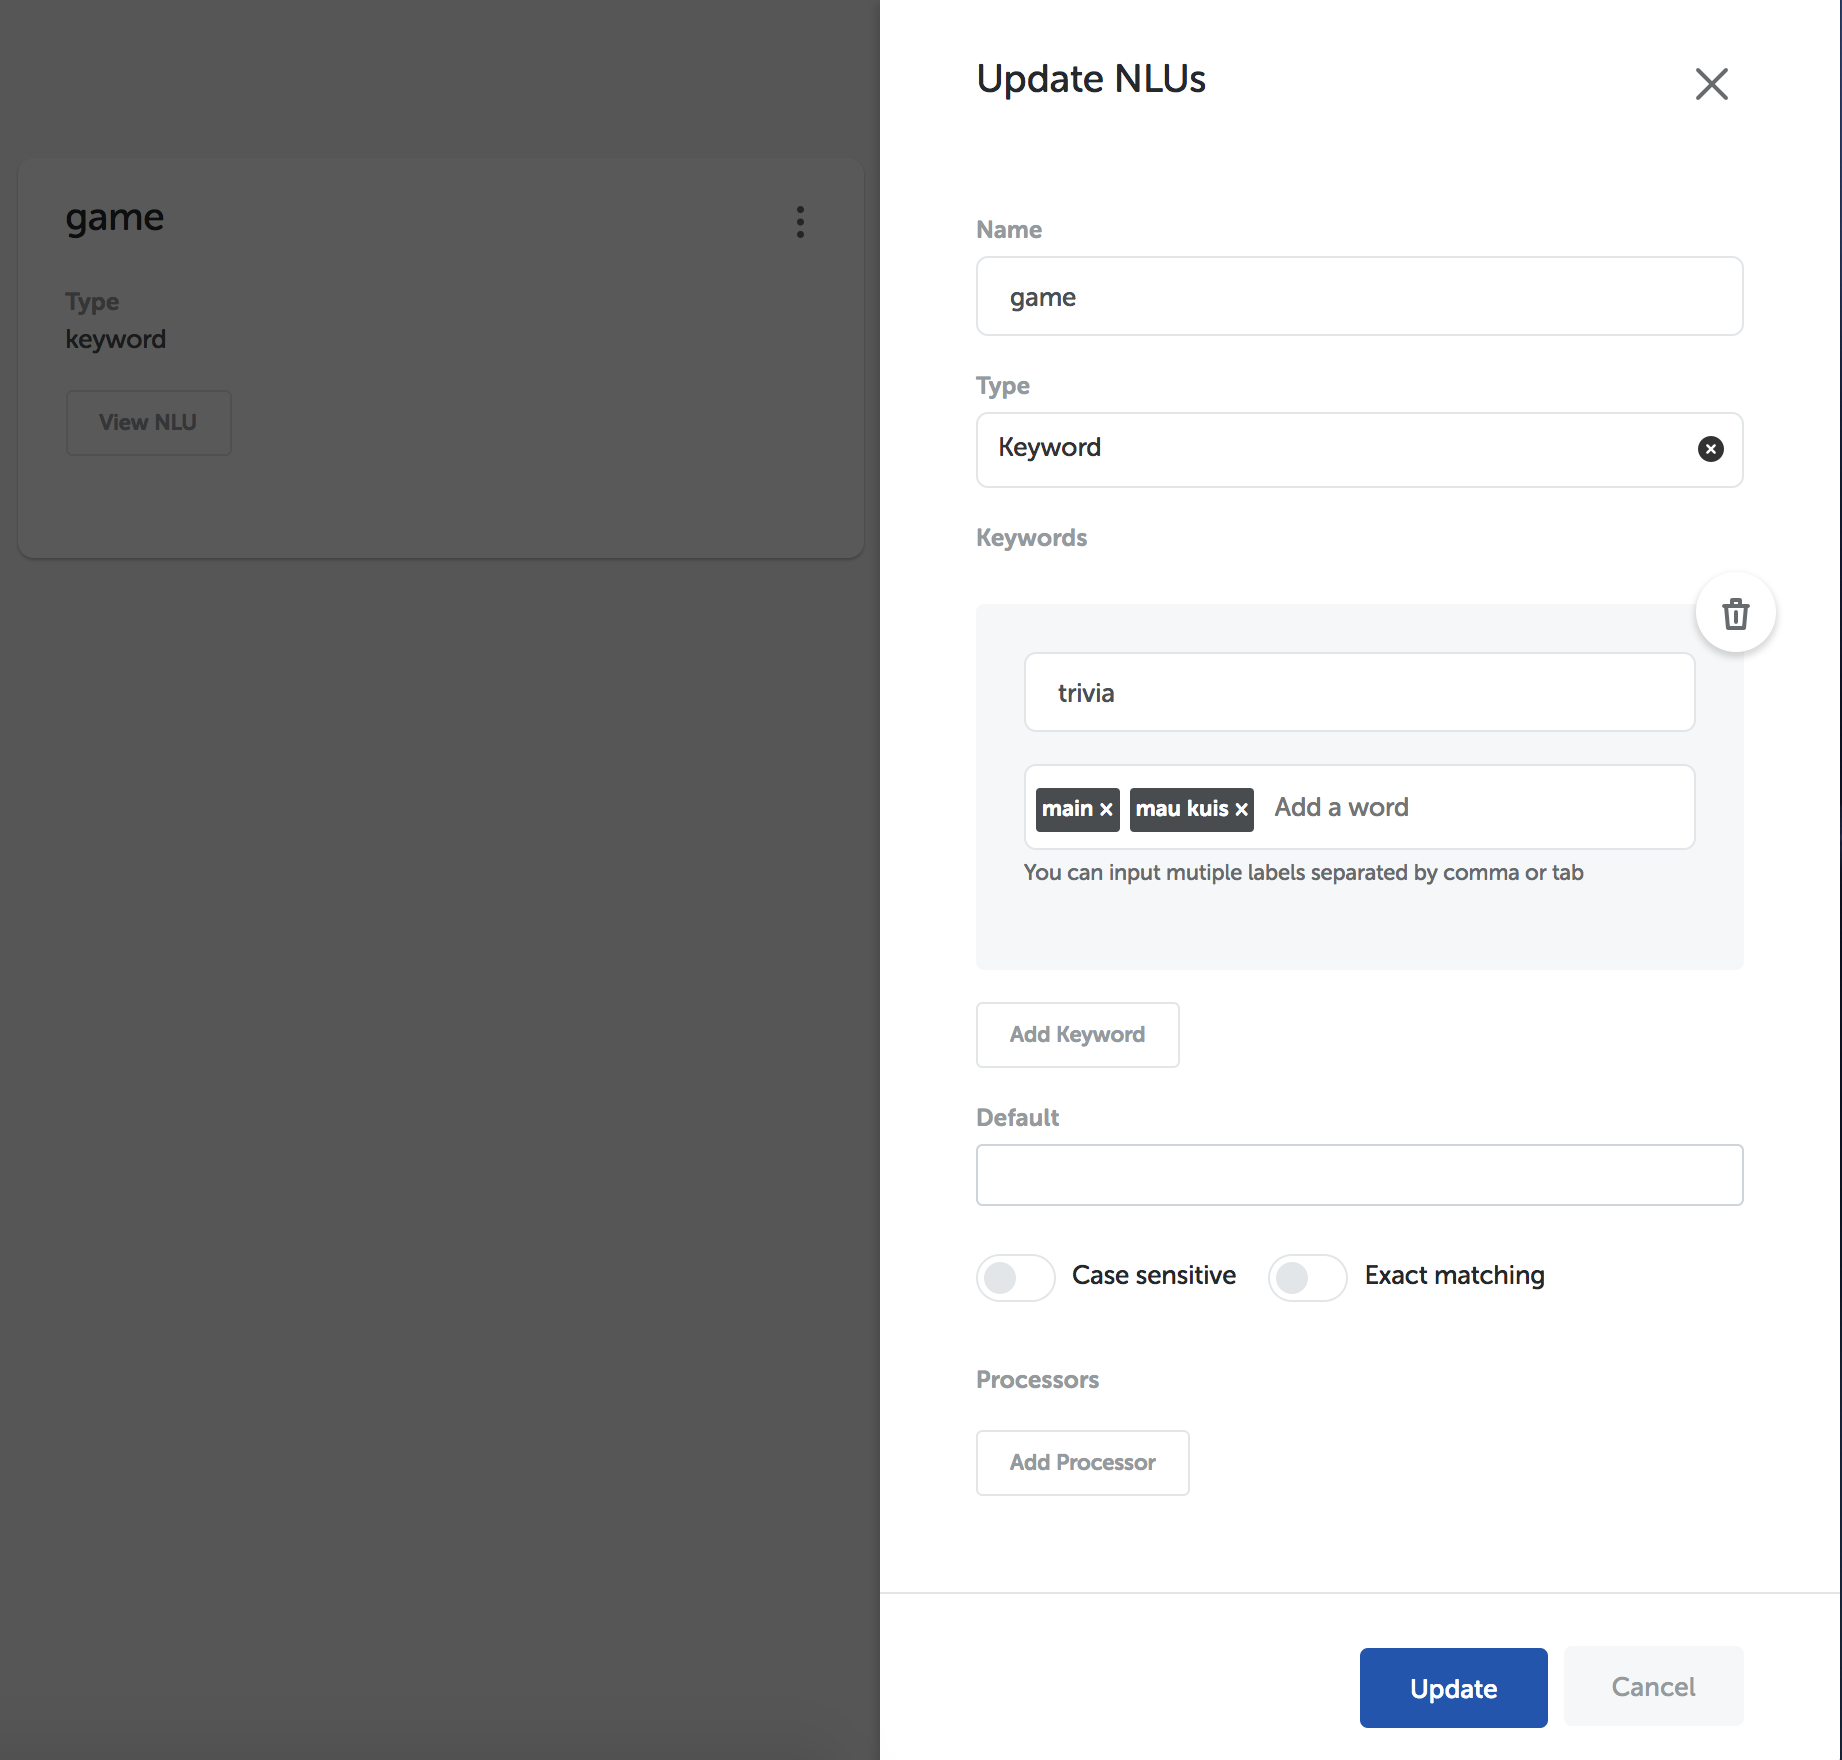 game
Type
keyword
View NLU
Update NLUs
Name
game
Type
Keyword
Keywords
trivia
main × mau kuis × Add a word
You can input mutiple labels separated by comma or tab
Add Keyword
Default
Case sensitive Exact matching
Processors
Add Processor
Update Cancel